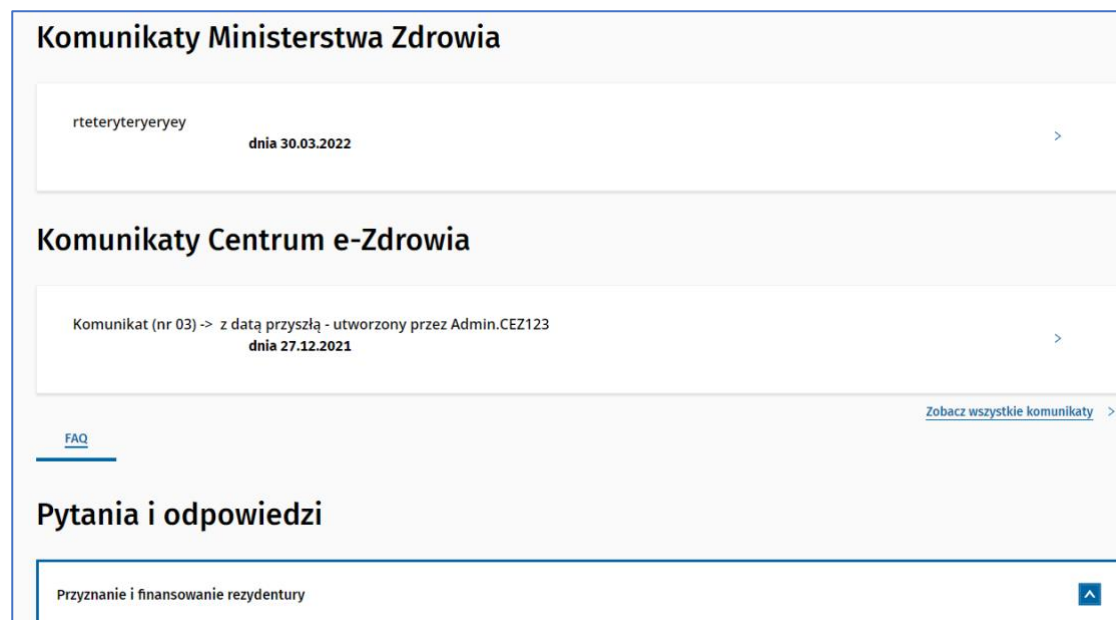 Komunikaty Ministerstwa Zdrowia
rteteryteryeryey
dnia 30.03.2022
Komunikaty Centrum e-Zdrowia
Komunikat (nr 03) -> z datą przyszłą - utworzony przez Admin.CEZ123
dnia 27.12.2021
Zobacz wszystkie komunikaty
FAQ
Pytania i odpowiedzi
Przyznanie i finansowanie rezydentury